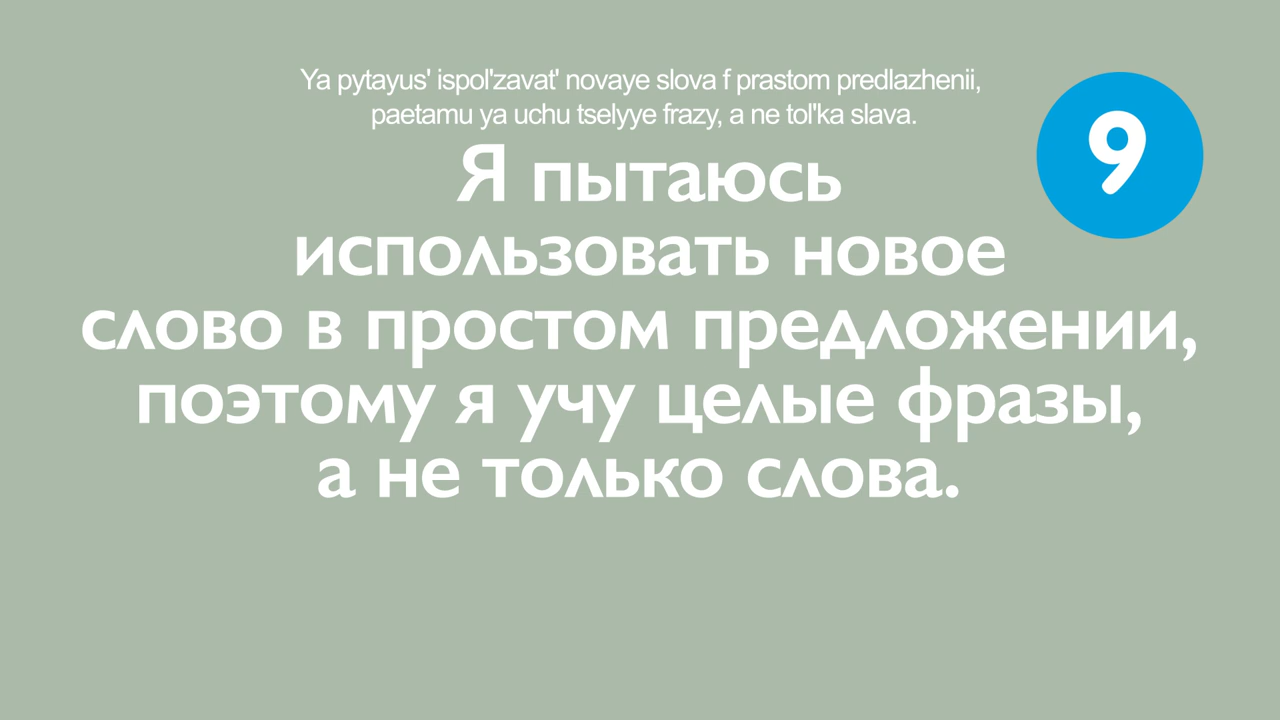 Ya pytayus' ispol'zavat' novaye slova f prastom predlazhenii,
paetamu ya uchu tselyye frazy, a ne tol'ka slava.
9
Я пытаюсь
использовать новое
слово в простом предложении,
поэтому я учу целые фразы,
а не только слова.